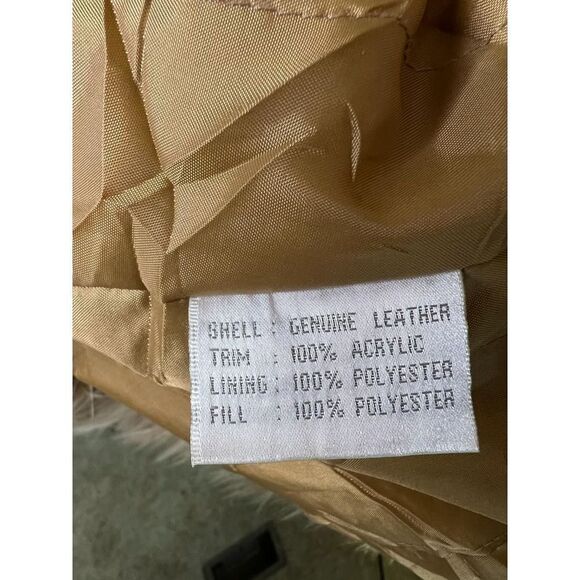 SHELL : GENUINE LEATHER
TRIM : 100% ACRYLIC
LINING : 100% POLYESTER
FILL : 100% POLYESTER